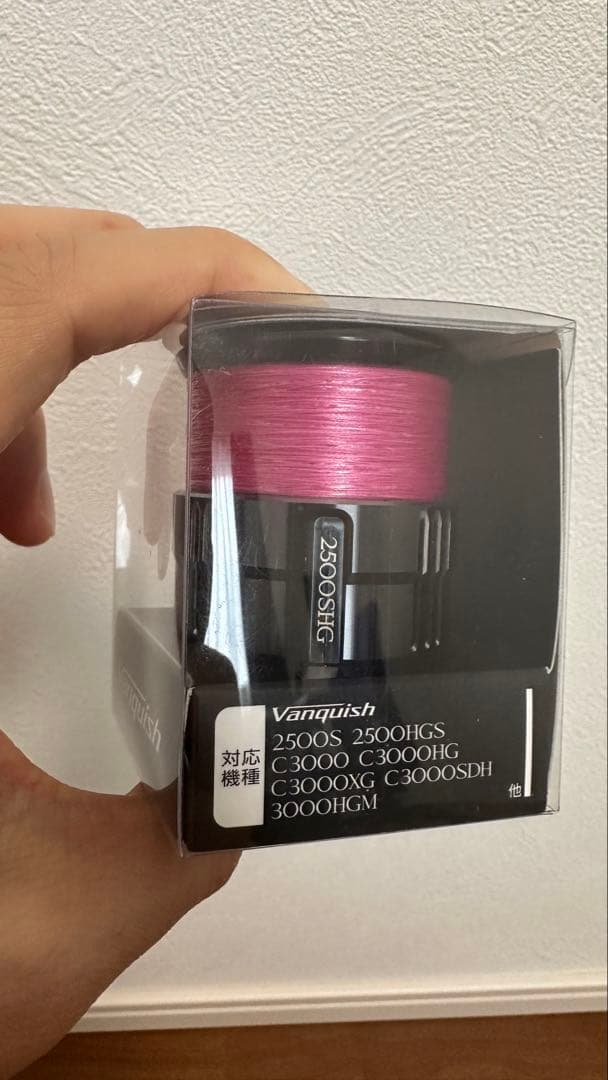 2500SHG
Vanquish
対応
機種
Vanquish
2500S 2500HGS
C3000 C3000HG
C3000XG C3000SDH
3000HGM
他